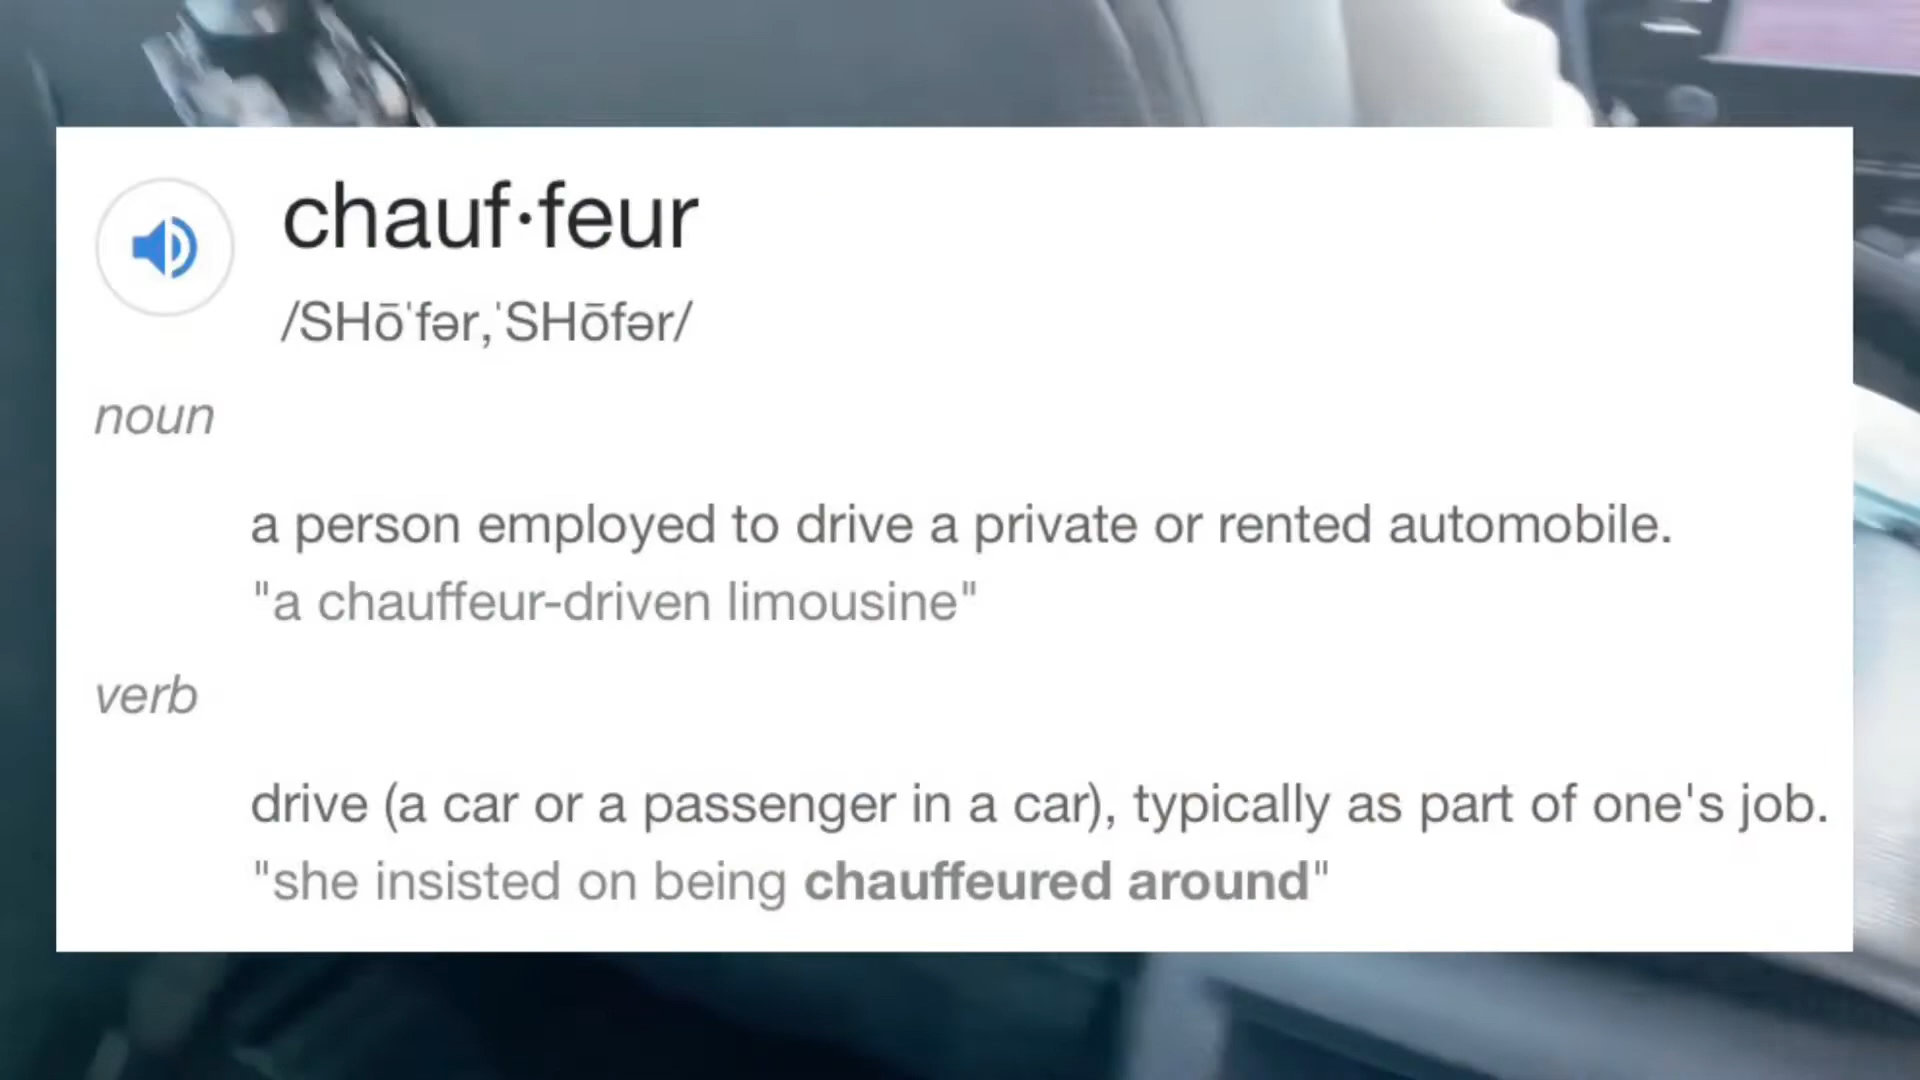 chauf·feur
/SHōˈfər,ˈSHōfər/
noun
a person employed to drive a private or rented automobile.
"a chauffeur-driven limousine"
verb
drive (a car or a passenger in a car), typically as part of one's job.
"she insisted on being chauffeured around"